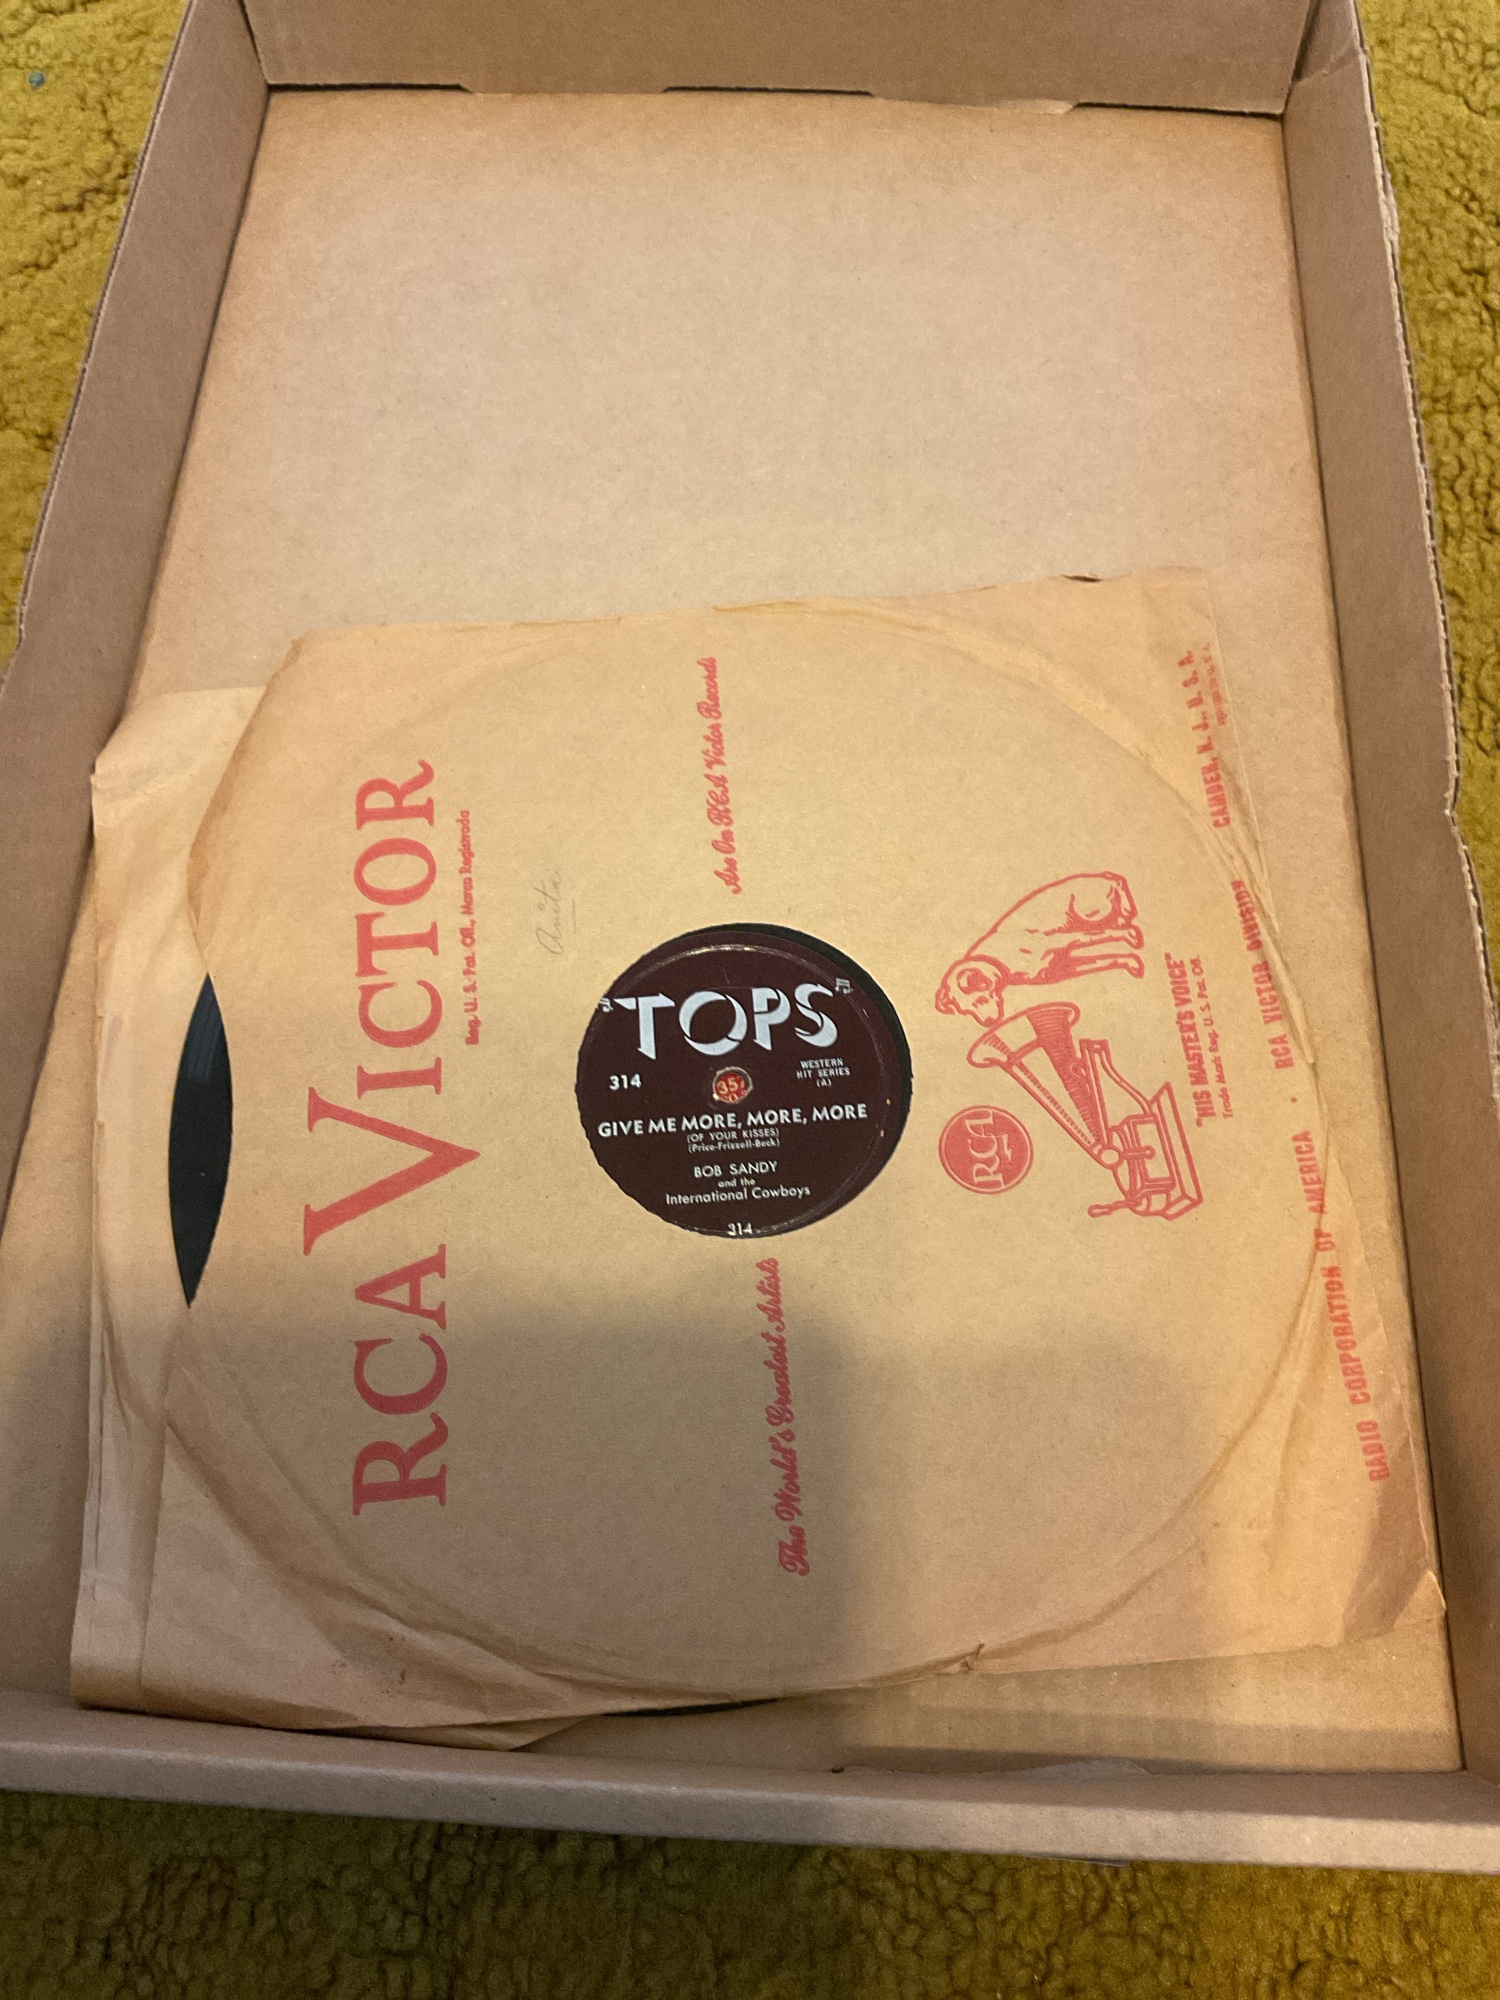 RCA VICTOR
Reg. U. S. Pat. Off., Marca Registrada
Anita
The World's Greatest Artists
Are On RCA Victor Records
"TOPS"
314
WESTERN
HIT SERIES
(A)
GIVE ME MORE, MORE, MORE
(OF YOUR KISSES)
(Price-Frizzell-Beck)
BOB SANDY
and the
International Cowboys
314
RCA
"HIS MASTER'S VOICE"
Trade Mark Reg. U. S. Pat. Off.
RADIO CORPORATION OF AMERICA • RCA VICTOR DIVISION CAMDEN, N. J., U. S. A.